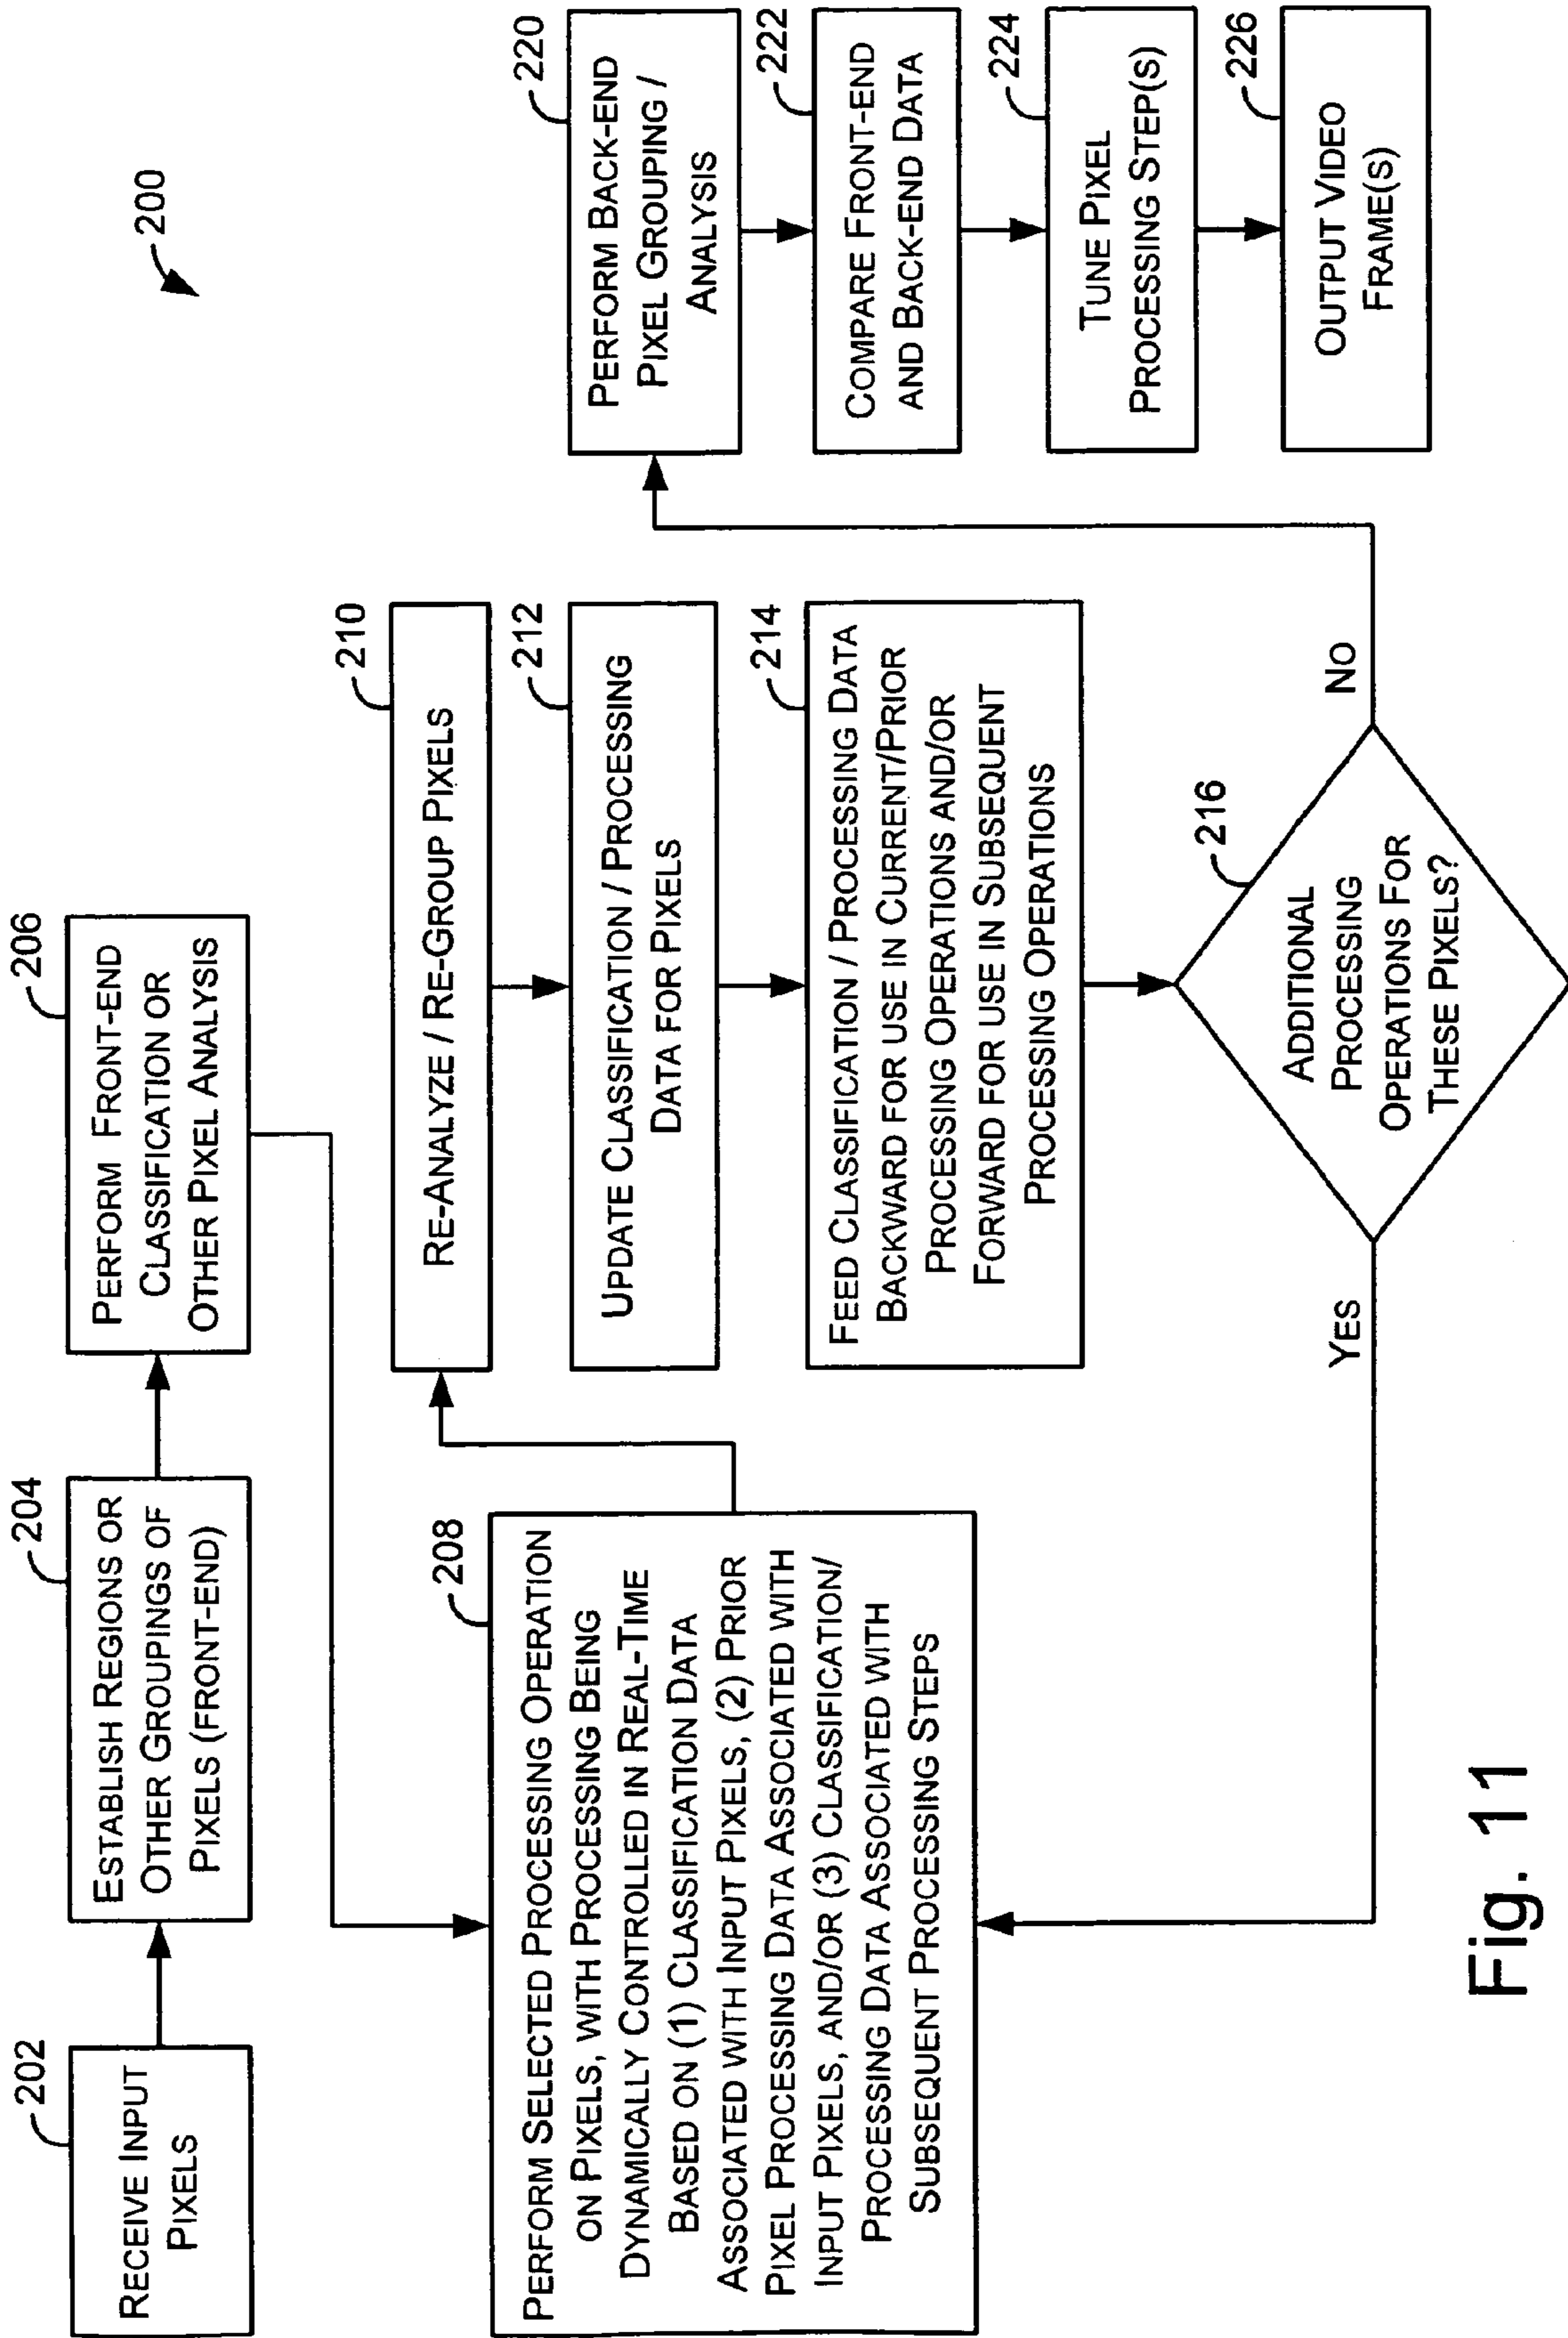 200
202
RECEIVE INPUT
PIXELS
204
ESTABLISH REGIONS OR
OTHER GROUPINGS OF
PIXELS (FRONT-END)
206
PERFORM FRONT-END
CLASSIFICATION OR
OTHER PIXEL ANALYSIS
208
PERFORM SELECTED PROCESSING OPERATION
ON PIXELS, WITH PROCESSING BEING
DYNAMICALLY CONTROLLED IN REAL-TIME
BASED ON (1) CLASSIFICATION DATA
ASSOCIATED WITH INPUT PIXELS, (2) PRIOR
PIXEL PROCESSING DATA ASSOCIATED WITH
INPUT PIXELS, AND/OR (3) CLASSIFICATION/
PROCESSING DATA ASSOCIATED WITH
SUBSEQUENT PROCESSING STEPS
210
RE-ANALYZE / RE-GROUP PIXELS
212
UPDATE CLASSIFICATION / PROCESSING
DATA FOR PIXELS
214
FEED CLASSIFICATION / PROCESSING DATA
BACKWARD FOR USE IN CURRENT/PRIOR
PROCESSING OPERATIONS AND/OR
FORWARD FOR USE IN SUBSEQUENT
PROCESSING OPERATIONS
216
ADDITIONAL
PROCESSING
OPERATIONS FOR
THESE PIXELS?
YES
NO
220
PERFORM BACK-END
PIXEL GROUPING /
ANALYSIS
222
COMPARE FRONT-END
AND BACK-END DATA
224
TUNE PIXEL
PROCESSING STEP(S)
226
OUTPUT VIDEO
FRAME(S)
Fig. 11